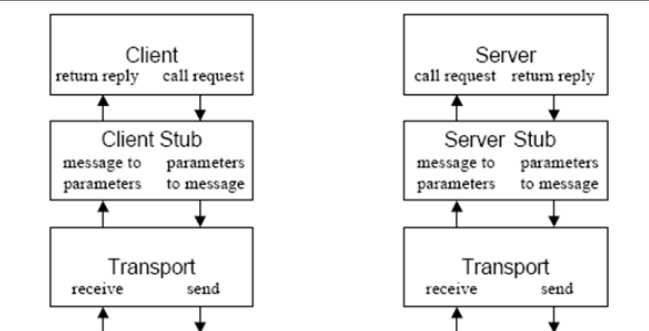 Client
return reply call request
Client Stub
message to parameters
parameters to message
Transport
receive send
Server
call request return reply
Server Stub
message to parameters
parameters to message
Transport
receive send